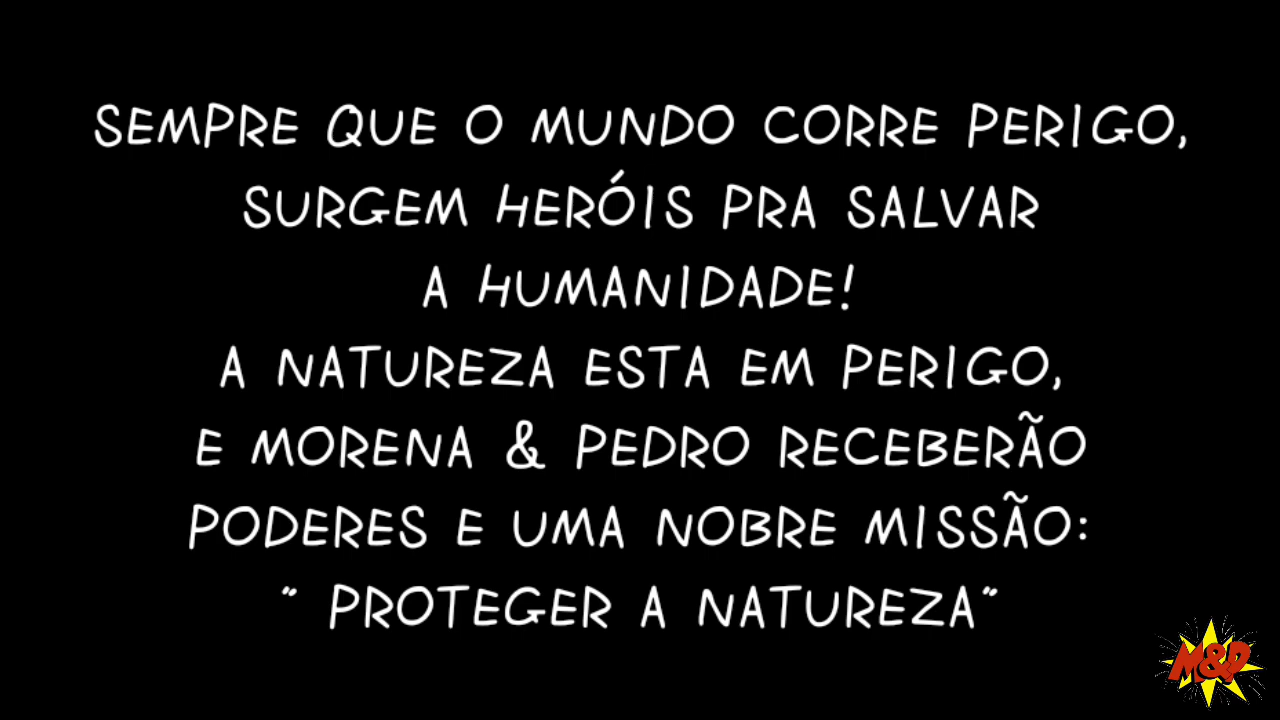 SEMPRE QUE O MUNDO CORRE PERIGO,
SURGEM HERÓIS PRA SALVAR
A HUMANIDADE!
A NATUREZA ESTA EM PERIGO,
E MORENA & PEDRO RECEBERÃO
PODERES E UMA NOBRE MISSÃO:
" PROTEGER A NATUREZA"
M&P